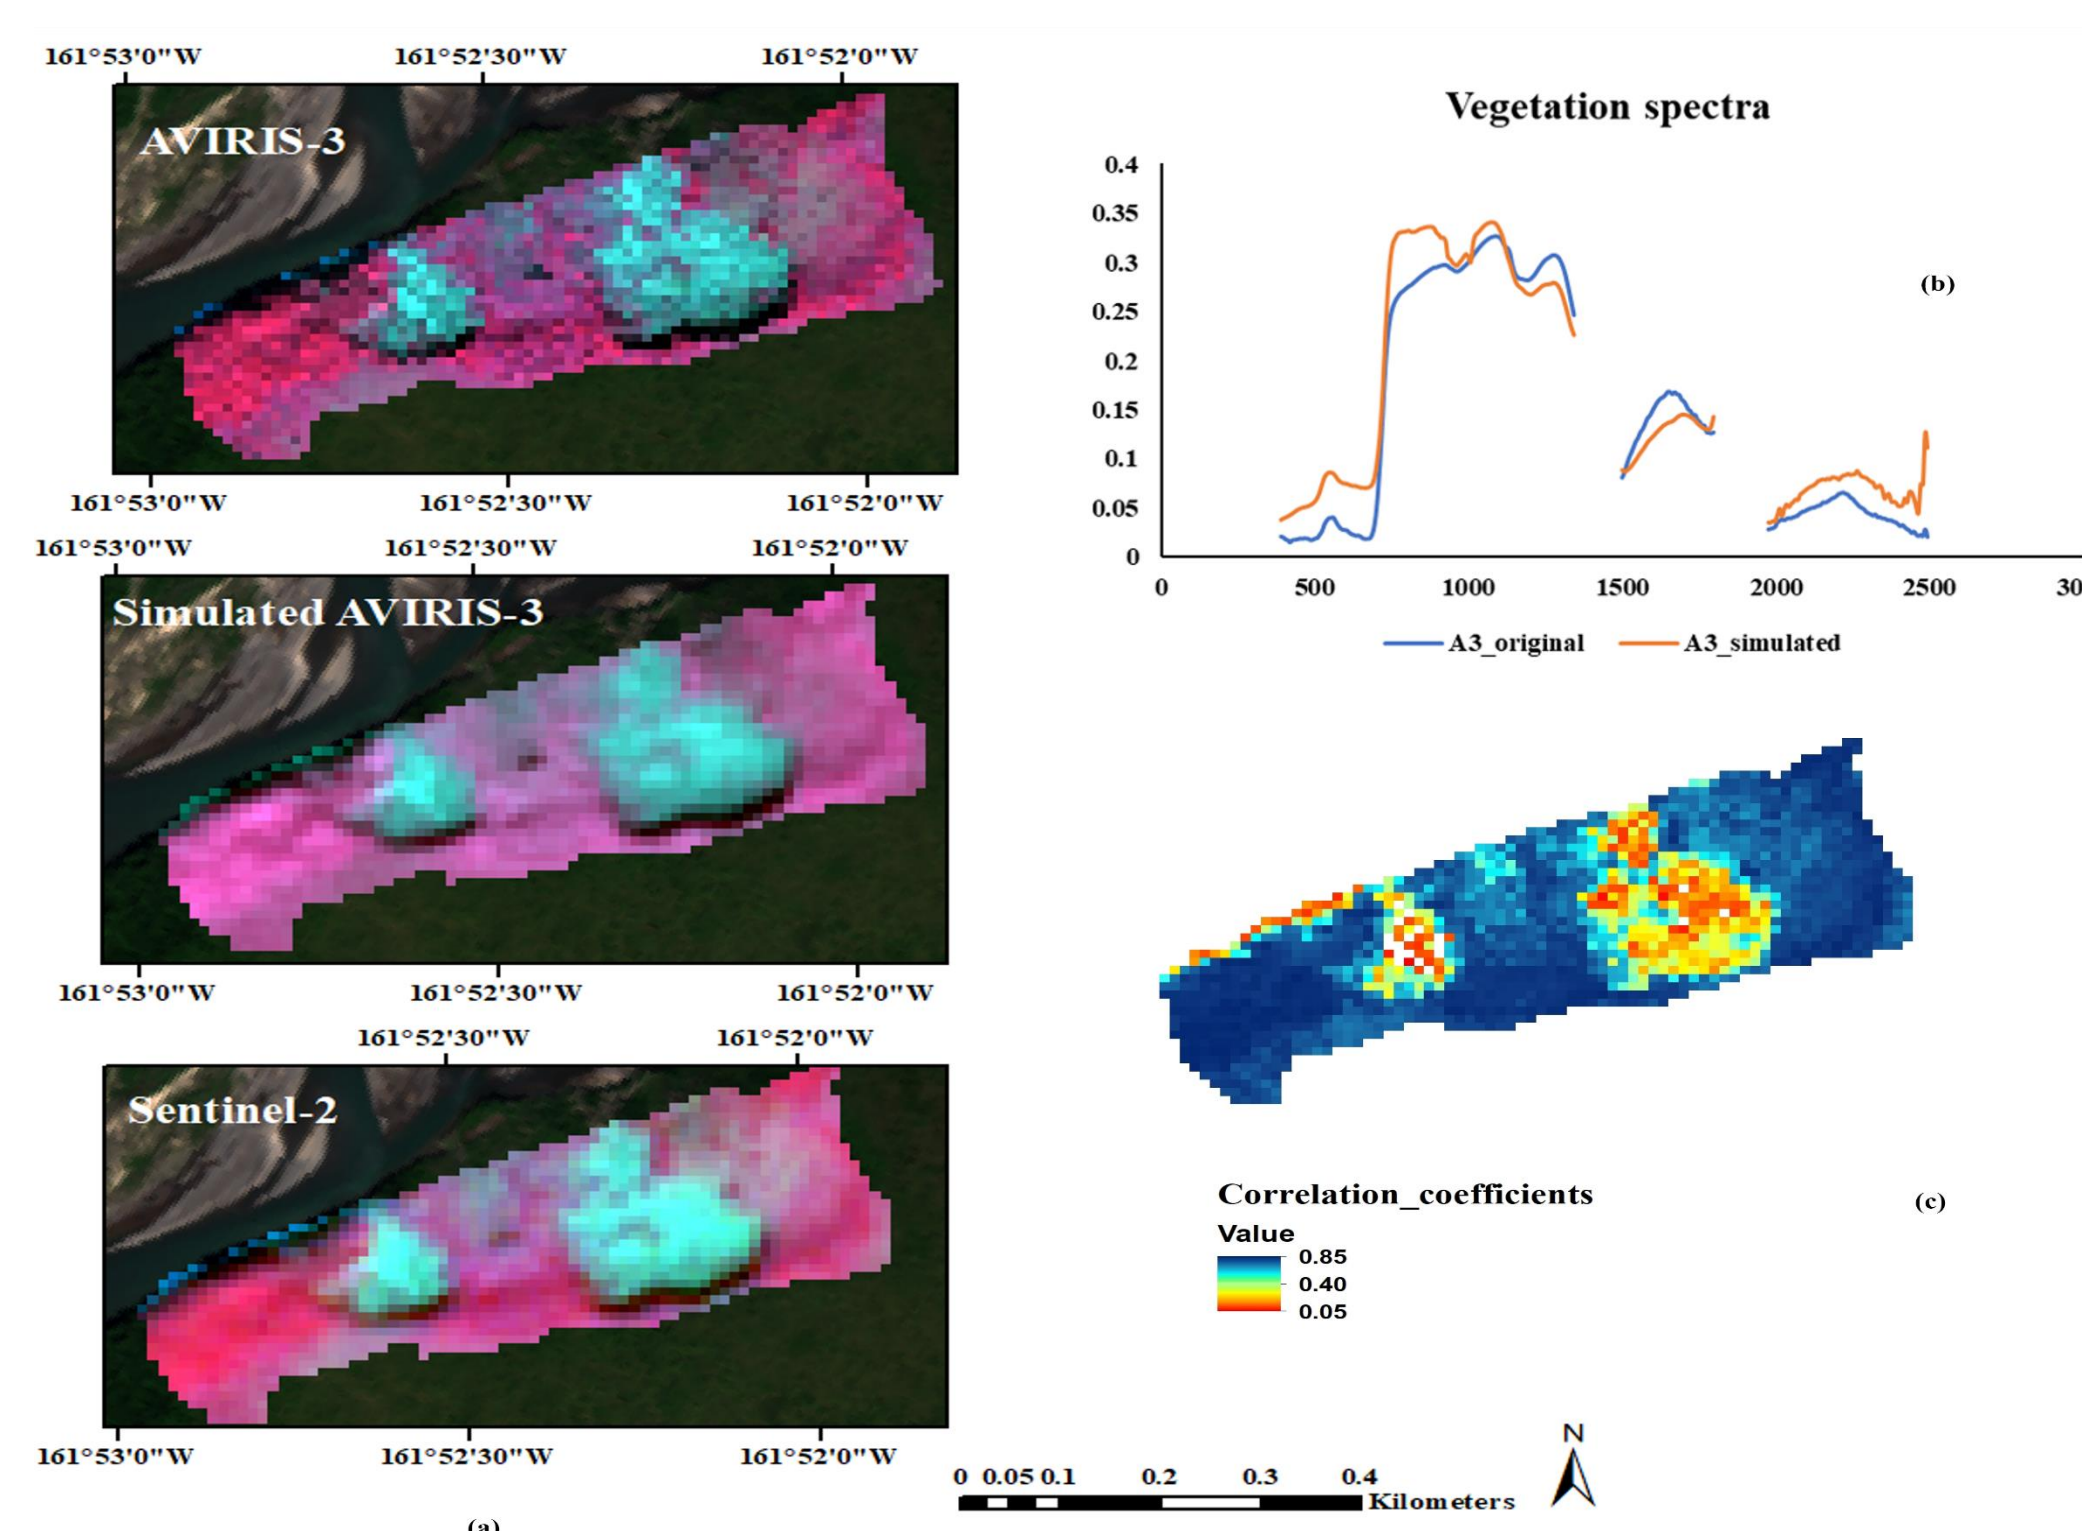 161°53'0"W 161°52'30"W 161°52'0"W
AVIRIS-3
161°53'0"W 161°52'30"W 161°52'0"W
161°53'0"W 161°52'30"W 161°52'0"W
Simulated AVIRIS-3
161°53'0"W 161°52'30"W 161°52'0"W
161°52'30"W 161°52'0"W
Sentinel-2
161°53'0"W 161°52'30"W 161°52'0"W
(a)
Vegetation spectra
0.4
0.35
0.3
0.25
0.2
0.15
0.1
0.05
0
0 500 1000 1500 2000 2500 30
A3_original A3_simulated
(b)
Correlation_coefficients
Value
0.85
0.40
0.05
(c)
N
0 0.05 0.1 0.2 0.3 0.4
Kilometers